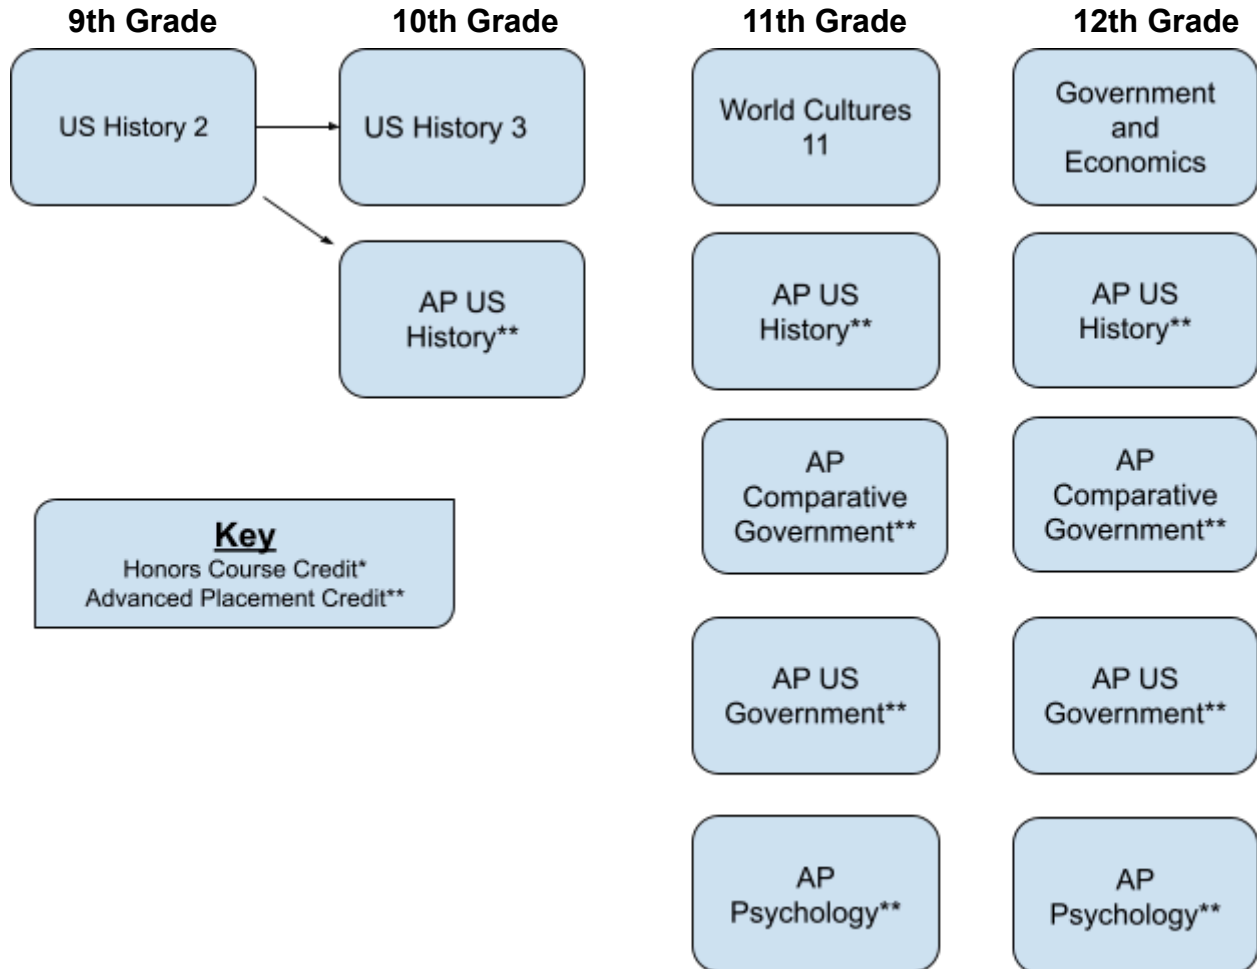 9th Grade
10th Grade
11th Grade
12th Grade
US History 2
US History 3
World Cultures
11
Government
and
Economics
AP US
History**
AP US
History**
AP US
History**
AP
Comparative
Government**
AP
Comparative
Government**
Key
Honors Course Credit*
Advanced Placement Credit**
AP US
Government**
AP US
Government**
AP
Psychology**
AP
Psychology**